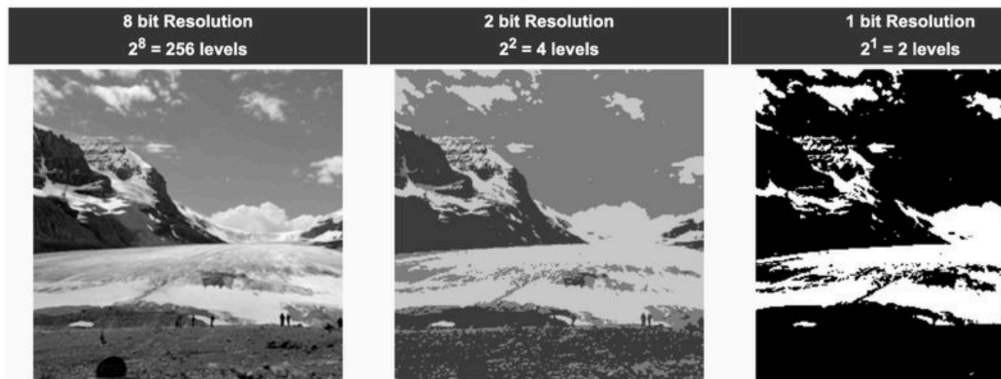 8 bit Resolution
2⁸ = 256 levels
2 bit Resolution
2² = 4 levels
1 bit Resolution
2¹ = 2 levels